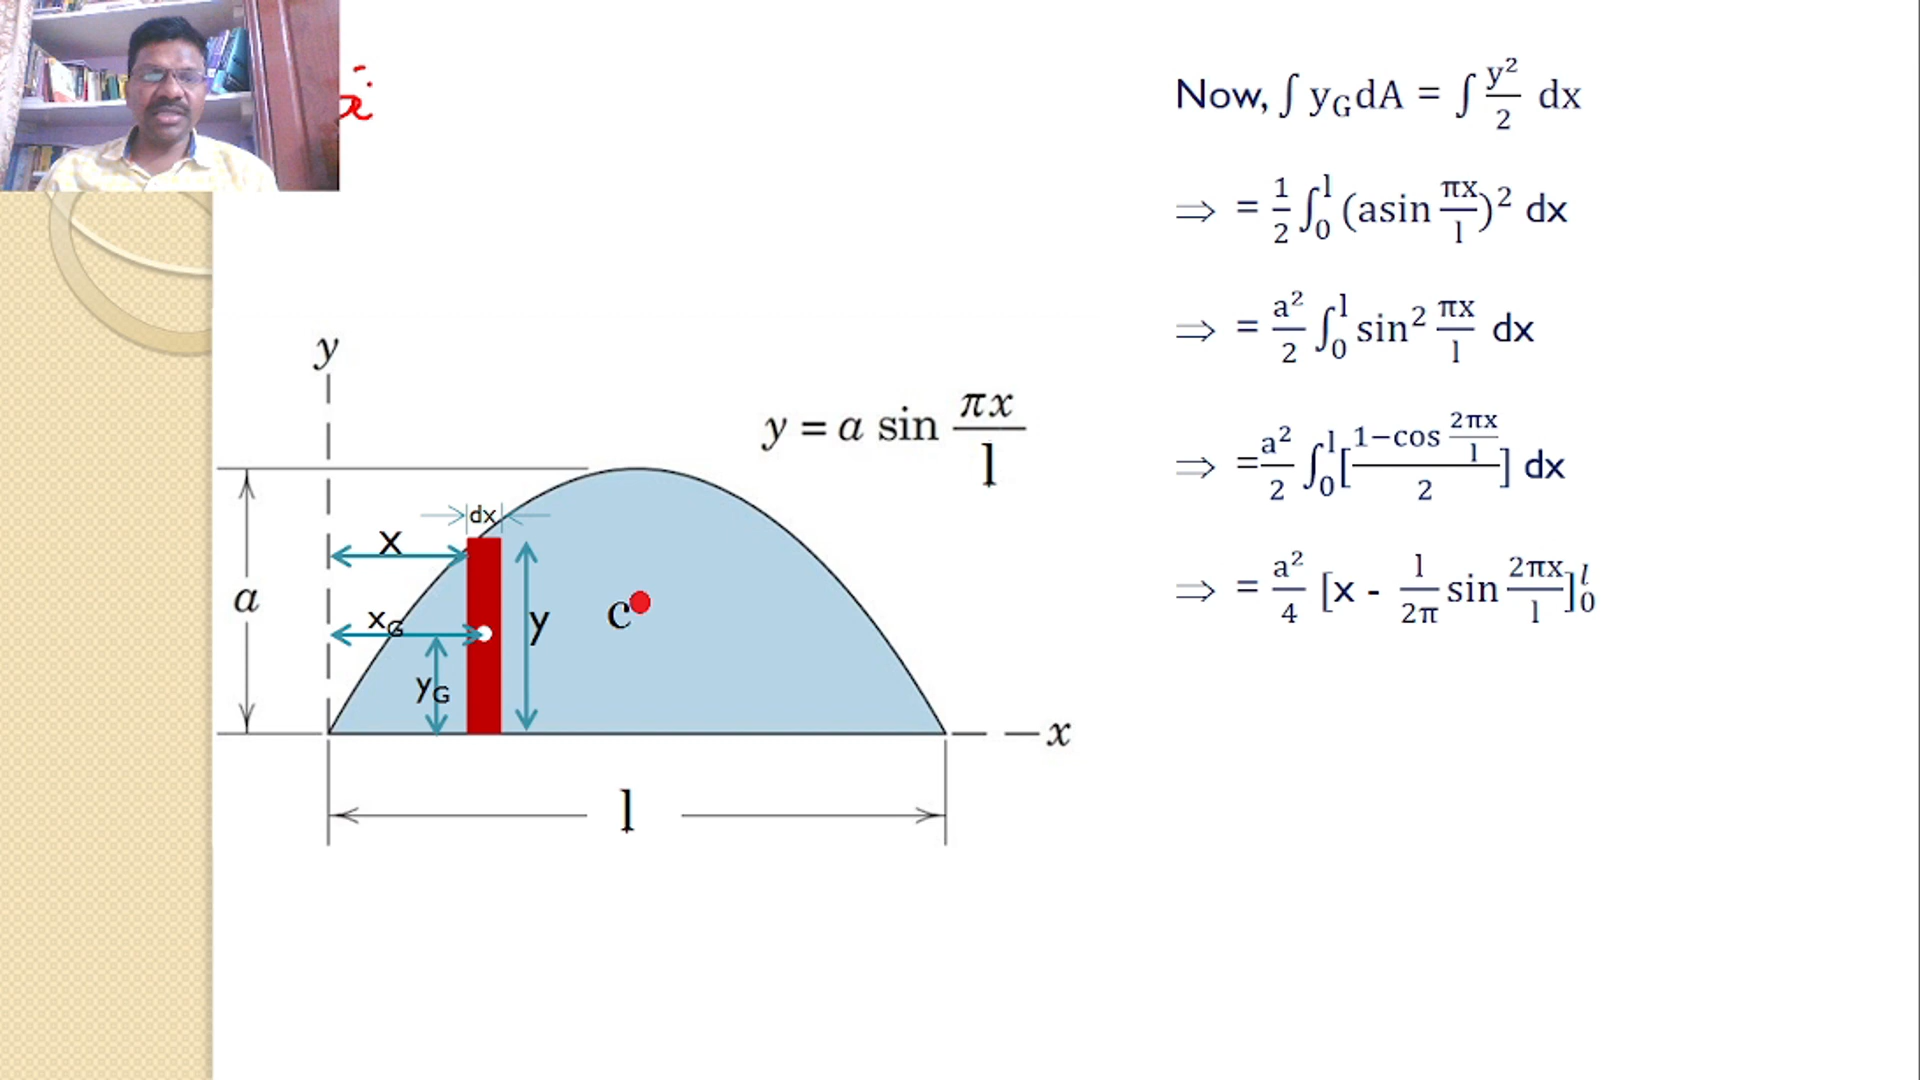 Now, ∫ y_G dA = ∫ y²/2 dx
⇒ = 1/2 ∫₀ˡ (asin πx/l)² dx
⇒ = a²/2 ∫₀ˡ sin² πx/l dx
⇒ =a²/2 ∫₀ˡ[(1−cos 2πx/l)/2] dx
⇒ = a²/4 [x - l/2π sin 2πx/l]₀ˡ
y
y = a sin πx/l
dx
x
a
x_G
c
y
y_G
x
l